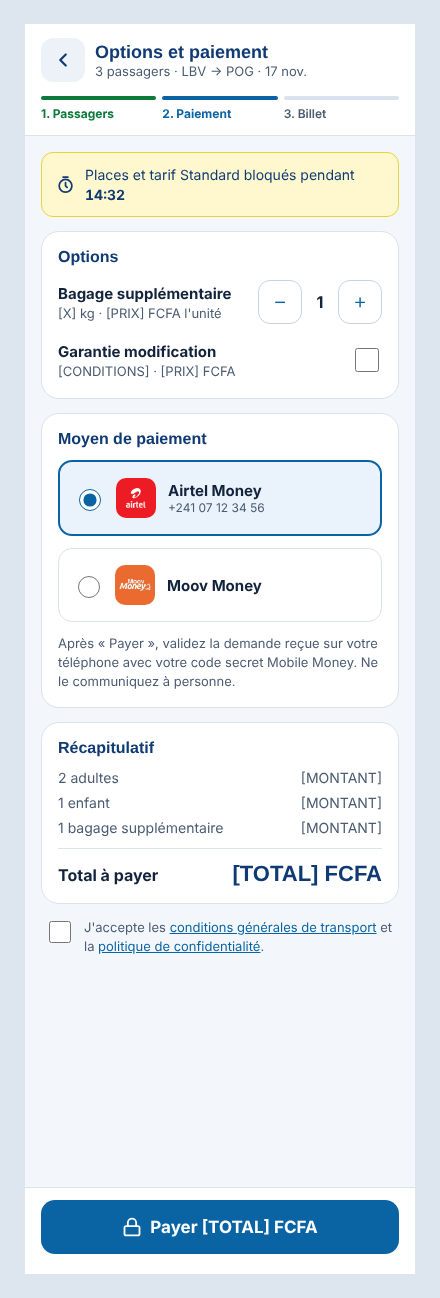 Options et paiement
3 passagers · LBV → POG · 17 nov.
1. Passagers
2. Paiement
3. Billet
Places et tarif Standard bloqués pendant
14:32
Options
Bagage supplémentaire
[X] kg · [PRIX] FCFA l'unité
− 1 +
Garantie modification
[CONDITIONS] · [PRIX] FCFA
Moyen de paiement
airtel
Airtel Money
+241 07 12 34 56
Moov
Money
Moov Money
Après « Payer », validez la demande reçue sur votre
téléphone avec votre code secret Mobile Money. Ne
le communiquez à personne.
Récapitulatif
2 adultes [MONTANT]
1 enfant [MONTANT]
1 bagage supplémentaire [MONTANT]
Total à payer [TOTAL] FCFA
J'accepte les conditions générales de transport et
la politique de confidentialité.
Payer [TOTAL] FCFA